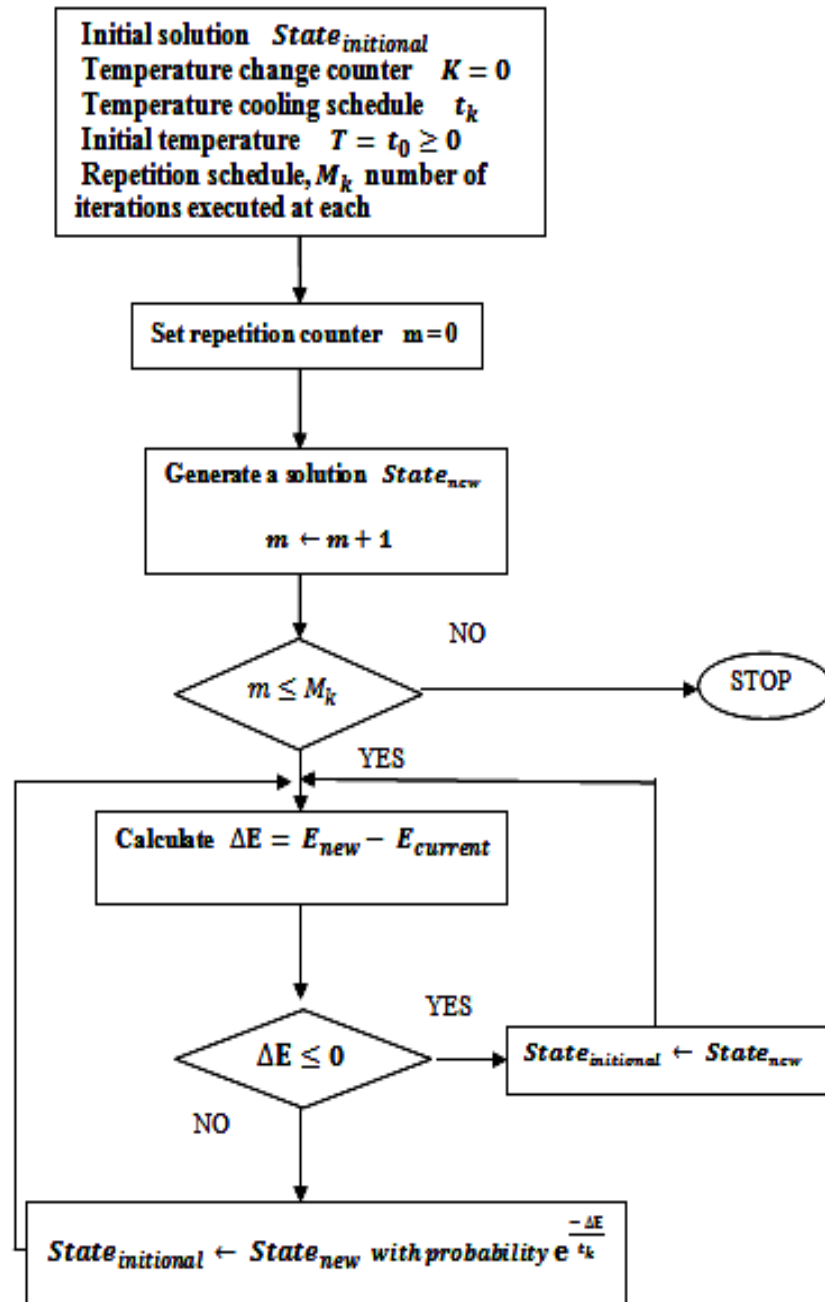 Initial solution State_initional
Temperature change counter K = 0
Temperature cooling schedule t_k
Initial temperature T = t_0 ≥ 0
Repetition schedule, M_k number of
iterations executed at each
Set repetition counter m = 0
Generate a solution State_new
m ← m + 1
NO
m ≤ M_k
STOP
YES
Calculate ΔE = E_new − E_current
YES
ΔE ≤ 0
State_initional ← State_new
NO
State_initional ← State_new with probability e^(−ΔE/t_k)